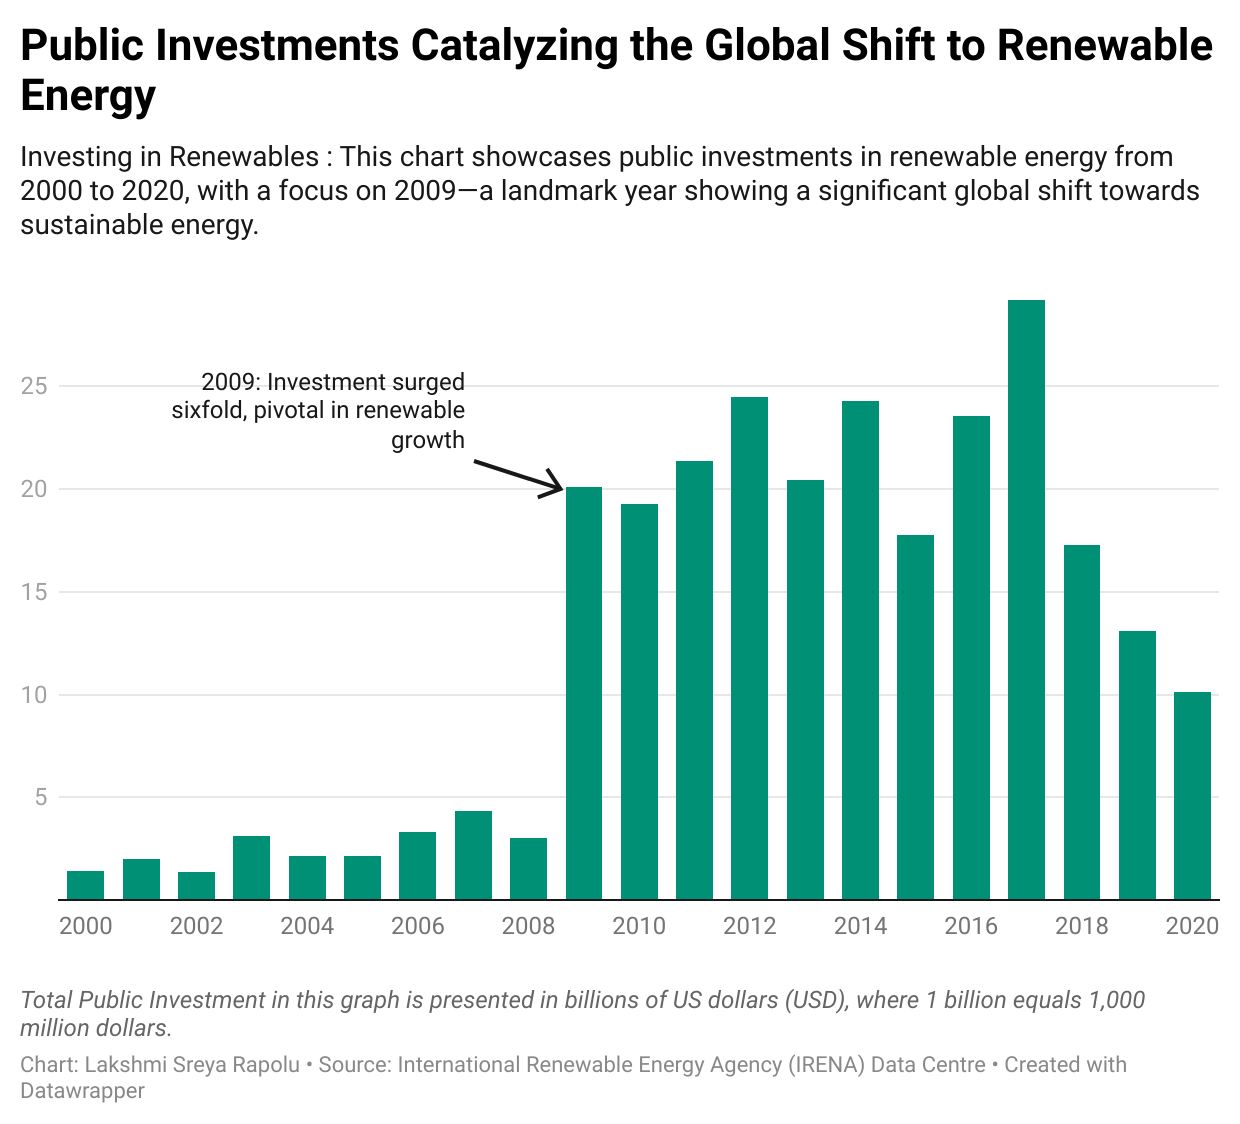 Public Investments Catalyzing the Global Shift to Renewable
Energy
Investing in Renewables : This chart showcases public investments in renewable energy from
2000 to 2020, with a focus on 2009—a landmark year showing a significant global shift towards
sustainable energy.
25
2009: Investment surged
sixfold, pivotal in renewable
growth
20
15
10
5
2000 2002 2004 2006 2008 2010 2012 2014 2016 2018 2020
Total Public Investment in this graph is presented in billions of US dollars (USD), where 1 billion equals 1,000
million dollars.
Chart: Lakshmi Sreya Rapolu • Source: International Renewable Energy Agency (IRENA) Data Centre • Created with
Datawrapper